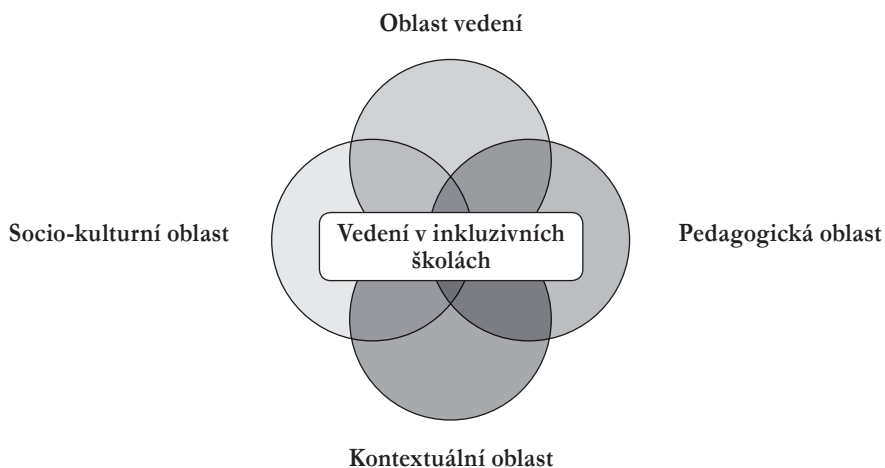 Oblast vedení
Socio-kulturní oblast
Vedení v inkluzivních
školách
Pedagogická oblast
Kontextuální oblast